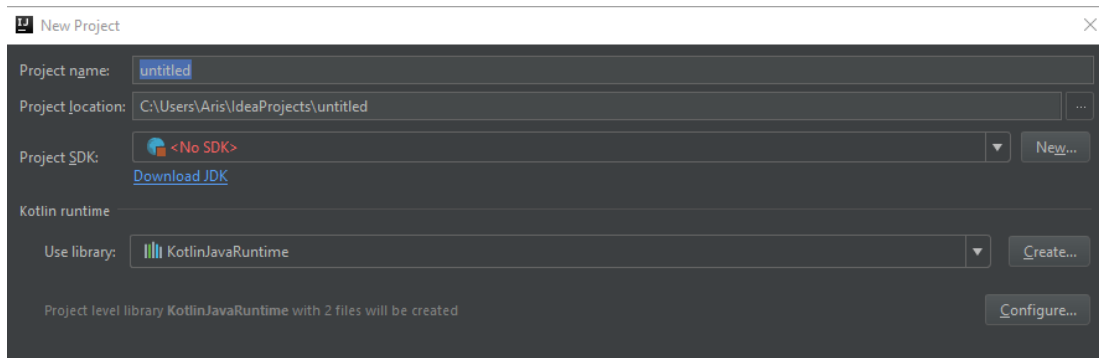 New Project
Project name: untitled
Project location: C:\Users\Aris\IdeaProjects\untitled ...
Project SDK: <No SDK> New...
Download JDK
Kotlin runtime
Use library: KotlinJavaRuntime Create...
Project level library KotlinJavaRuntime with 2 files will be created Configure...